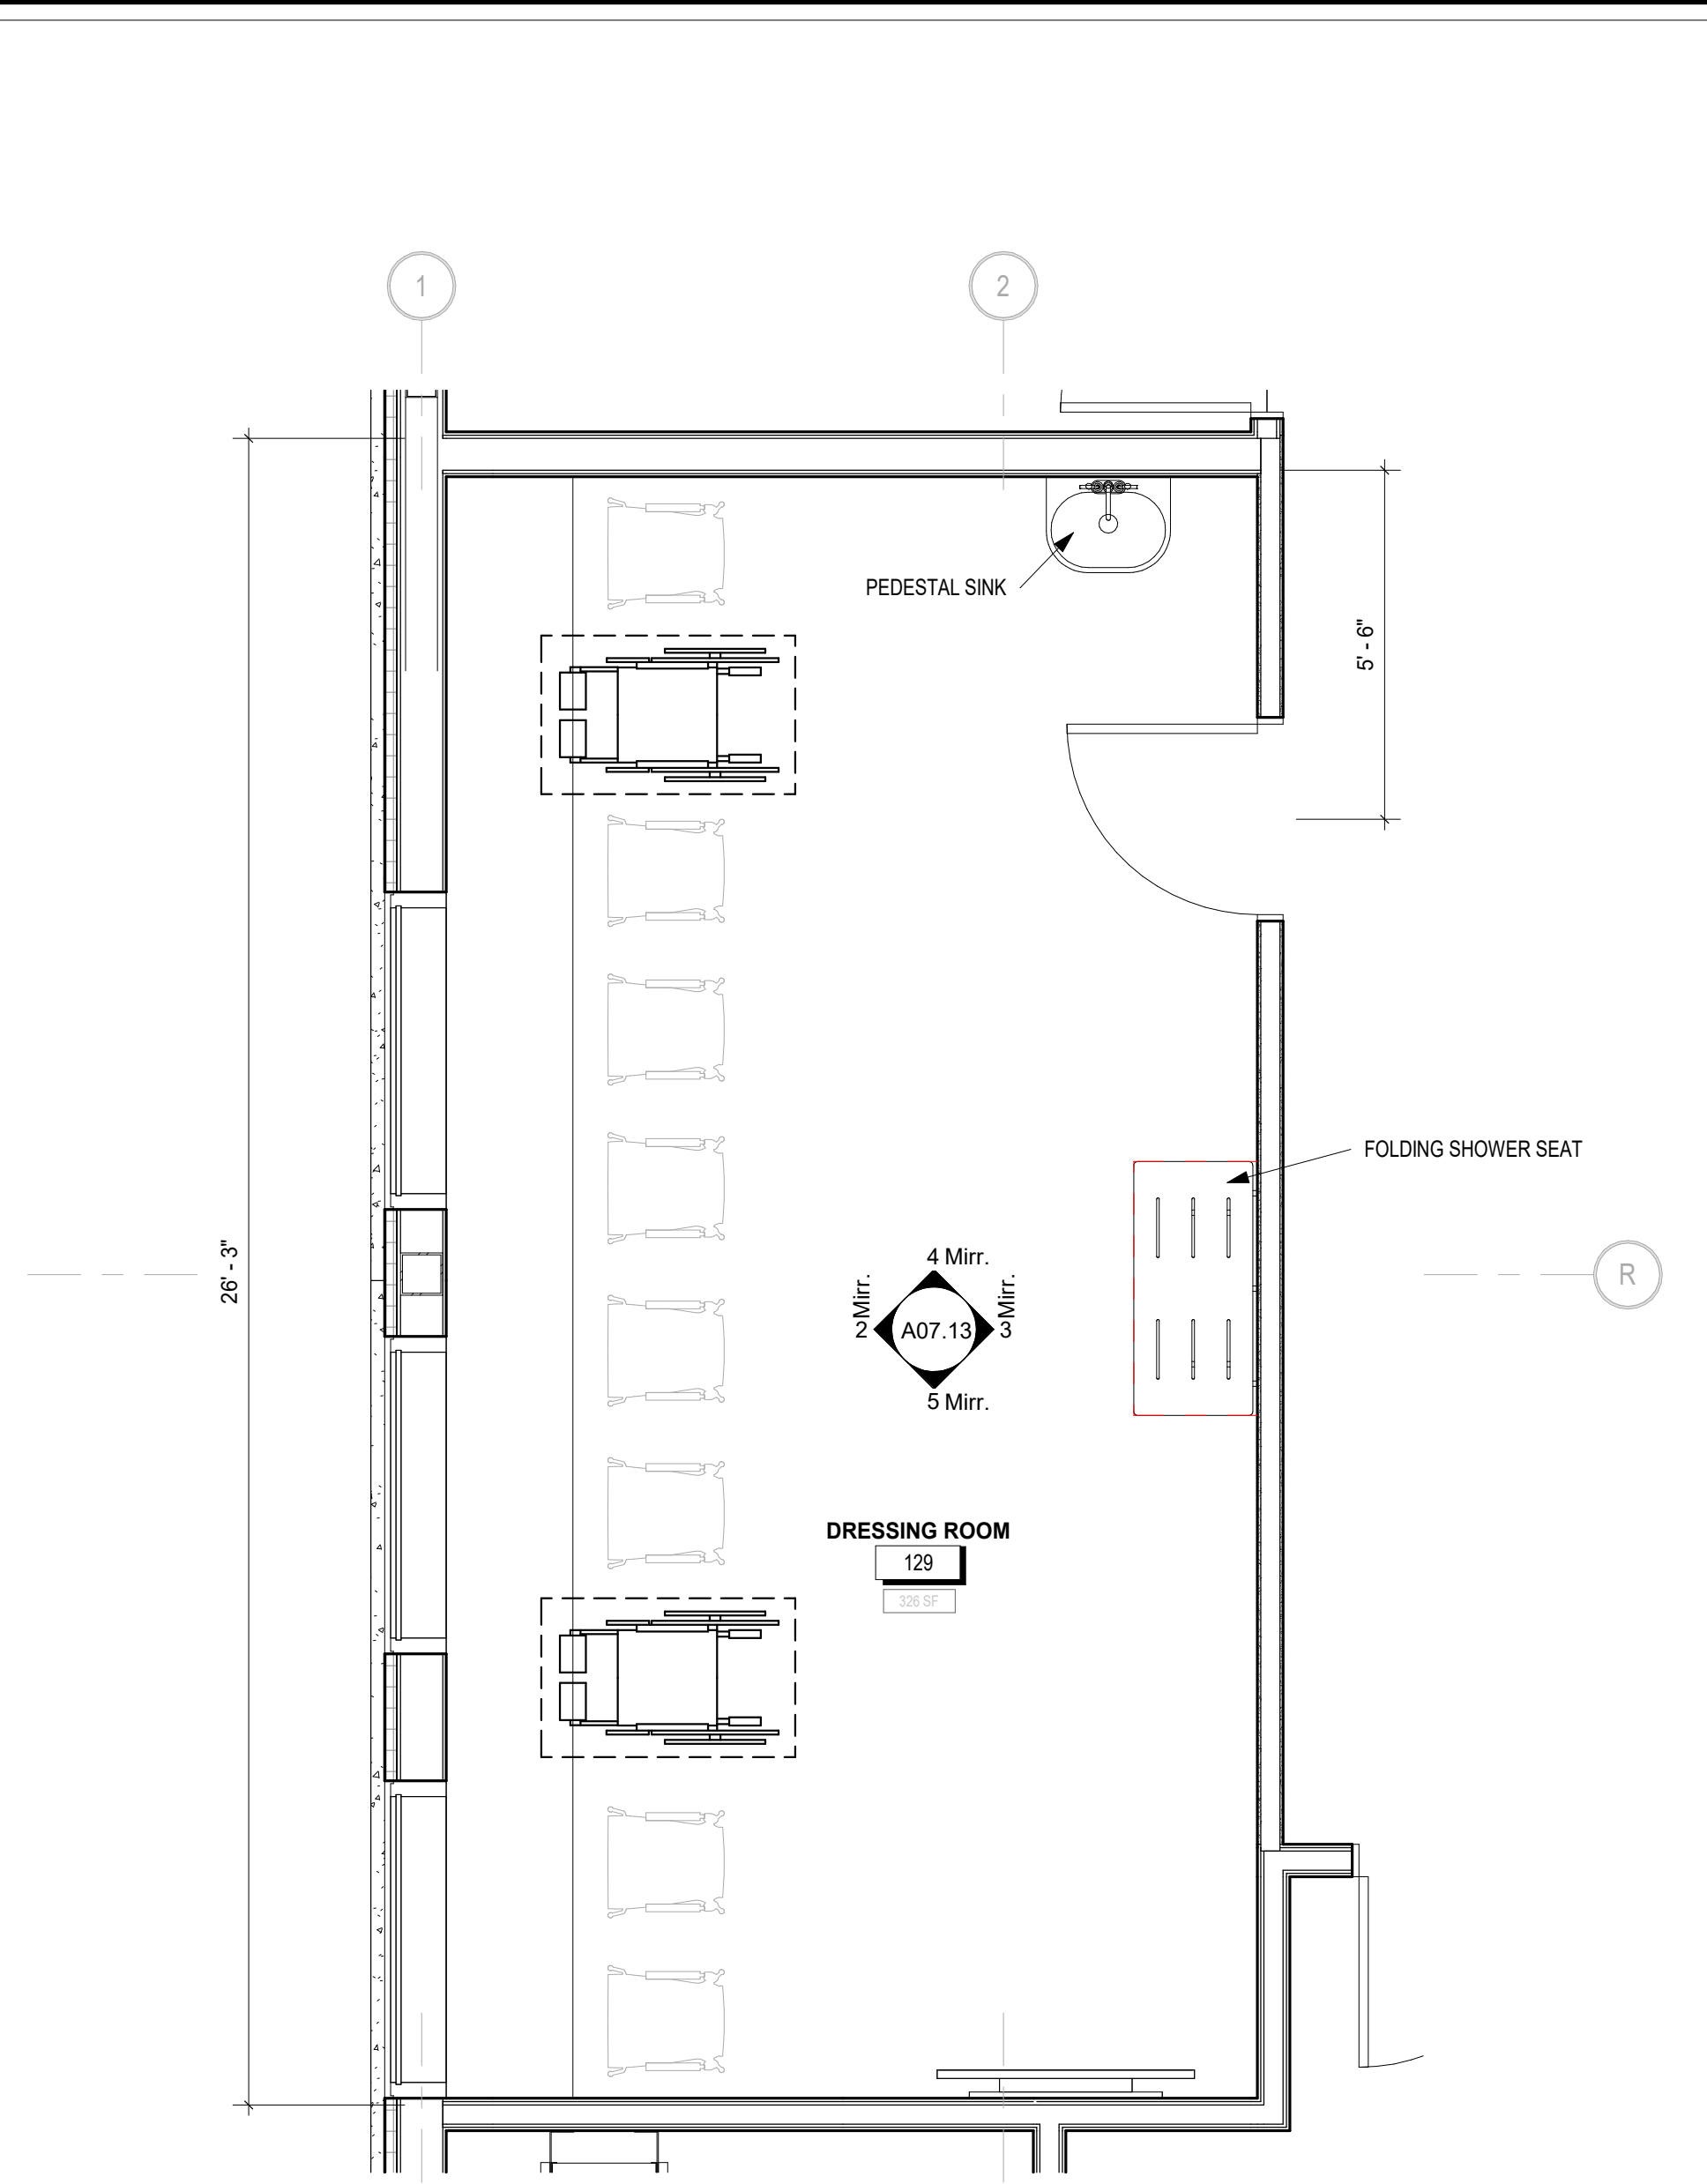 1
2
PEDESTAL SINK
5' - 6"
FOLDING SHOWER SEAT
26' - 3"
R
4 Mirr.
2 Mirr.
A07.13
3 Mirr.
5 Mirr.
DRESSING ROOM
129
326 SF